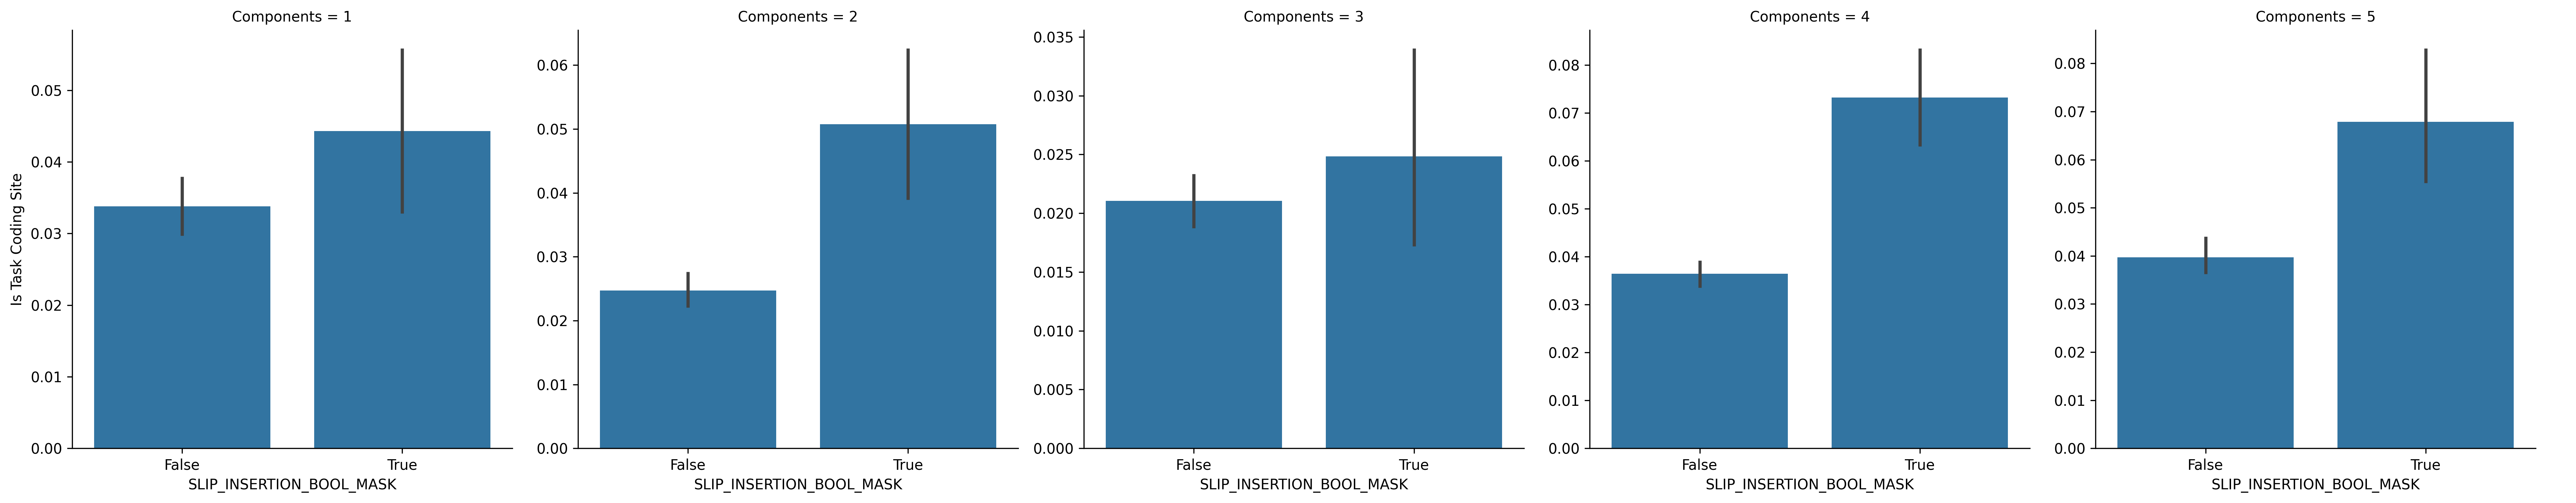 Components = 1
Components = 2
Components = 3
Components = 4
Components = 5
Is Task Coding Site
0.05
0.04
0.03
0.02
0.01
0.00
0.06
0.05
0.04
0.03
0.02
0.01
0.00
0.035
0.030
0.025
0.020
0.015
0.010
0.005
0.000
0.08
0.07
0.06
0.05
0.04
0.03
0.02
0.01
0.00
0.08
0.07
0.06
0.05
0.04
0.03
0.02
0.01
0.00
False True
False True
False True
False True
False True
SLIP_INSERTION_BOOL_MASK
SLIP_INSERTION_BOOL_MASK
SLIP_INSERTION_BOOL_MASK
SLIP_INSERTION_BOOL_MASK
SLIP_INSERTION_BOOL_MASK